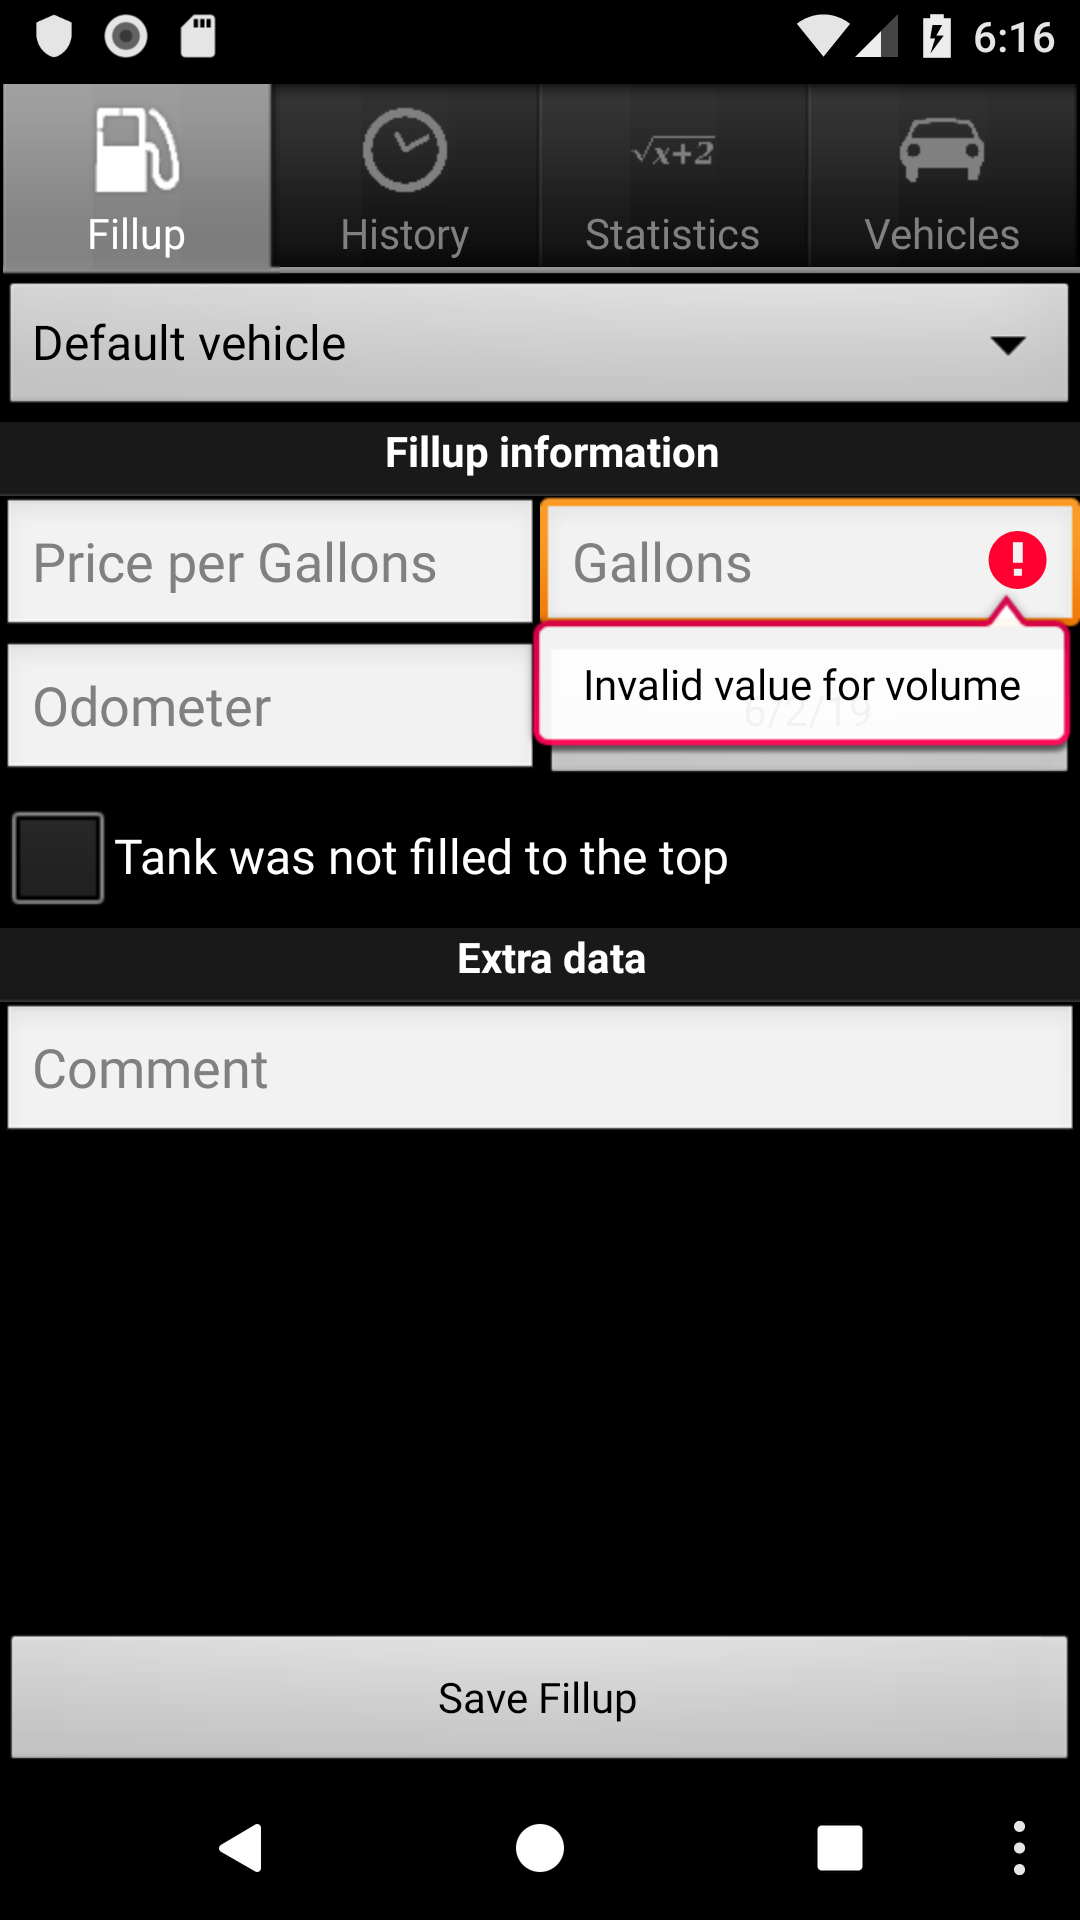 6:16
Fillup
History
√x+2
Statistics
Vehicles
Default vehicle
Fillup information
Price per Gallons
Gallons
Invalid value for volume
Odometer
6/2/19
Tank was not filled to the top
Extra data
Comment
Save Fillup